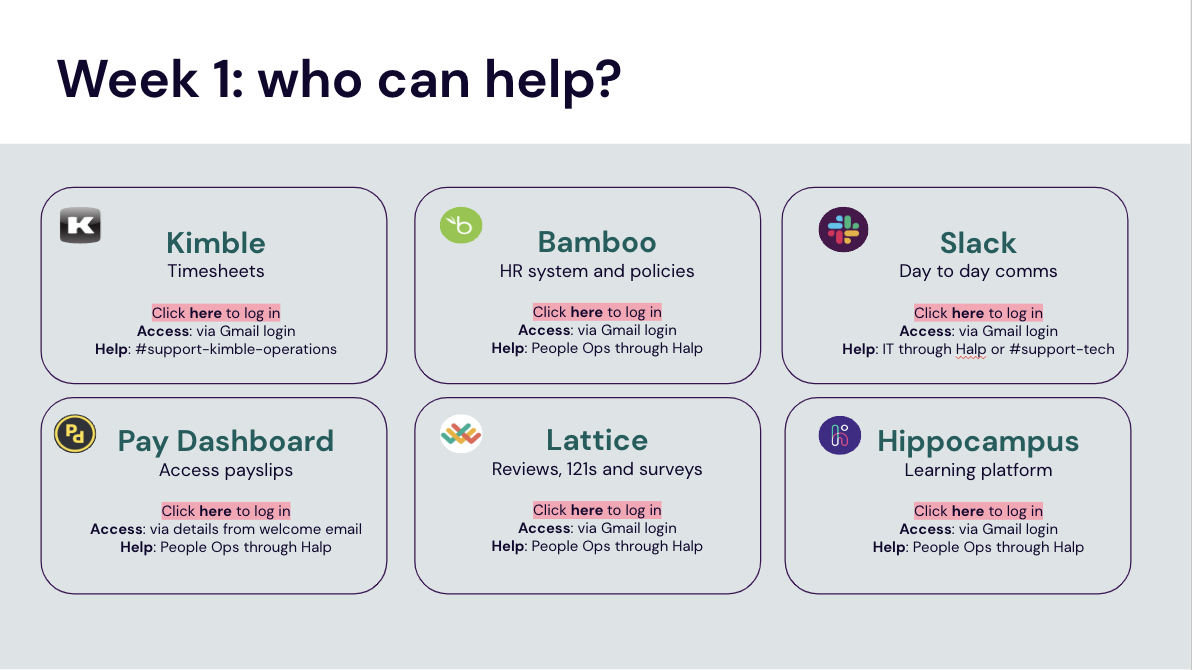 Week 1: who can help?
K
Kimble
Timesheets
Click here to log in
Access: via Gmail login
Help: #support-kimble-operations
b
Bamboo
HR system and policies
Click here to log in
Access: via Gmail login
Help: People Ops through Halp
Slack
Day to day comms
Click here to log in
Access: via Gmail login
Help: IT through Halp or #support-tech
Pd
Pay Dashboard
Access payslips
Click here to log in
Access: via details from welcome email
Help: People Ops through Halp
Lattice
Reviews, 121s and surveys
Click here to log in
Access: via Gmail login
Help: People Ops through Halp
h
Hippocampus
Learning platform
Click here to log in
Access: via Gmail login
Help: People Ops through Halp